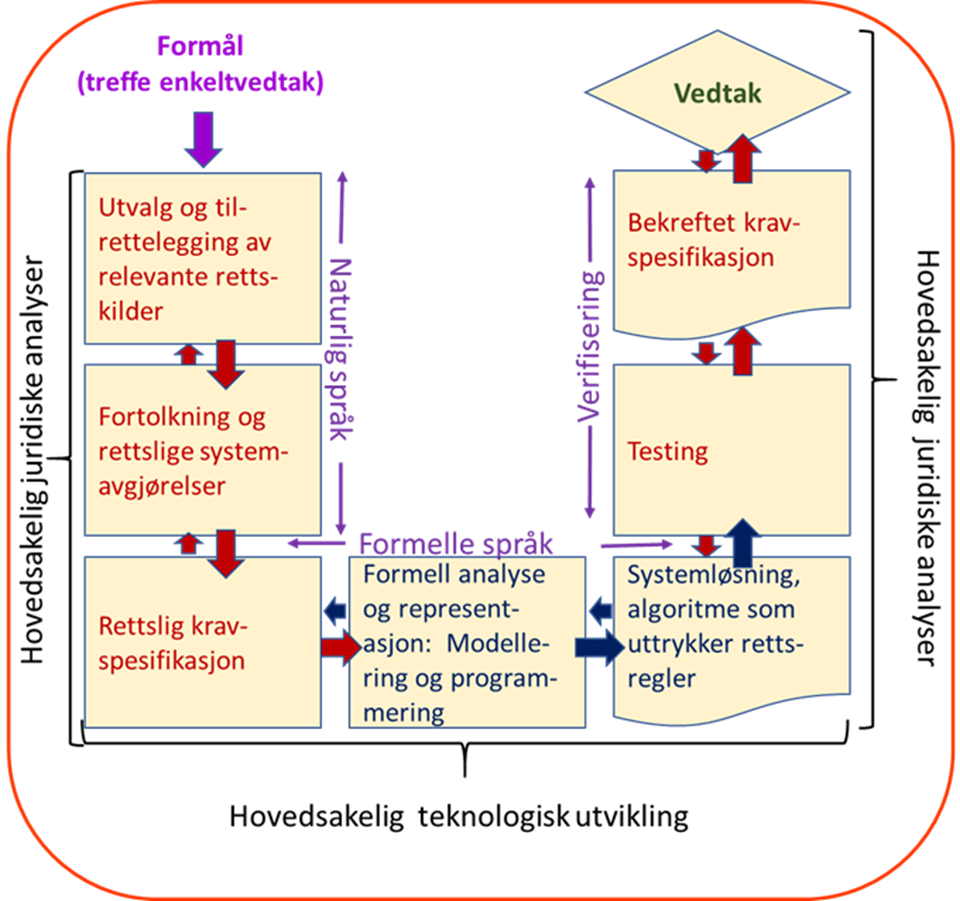 Formål
(treffe enkeltvedtak)
Utvalg og til-
rettelegging av
relevante retts-
kilder
Fortolkning og
rettslige system-
avgjørelser
Rettslig krav-
spesifikasjon
Hovedsakelig juridiske analyser
Naturlig språk
Formelle språk
Formell analyse
og represent-
asjon: Modelle-
ring og program-
mering
Systemløsning,
algoritme som
uttrykker retts-
regler
Testing
Bekreftet krav-
spesifikasjon
Vedtak
Verifisering
Hovedsakelig juridiske analyser
Hovedsakelig teknologisk utvikling